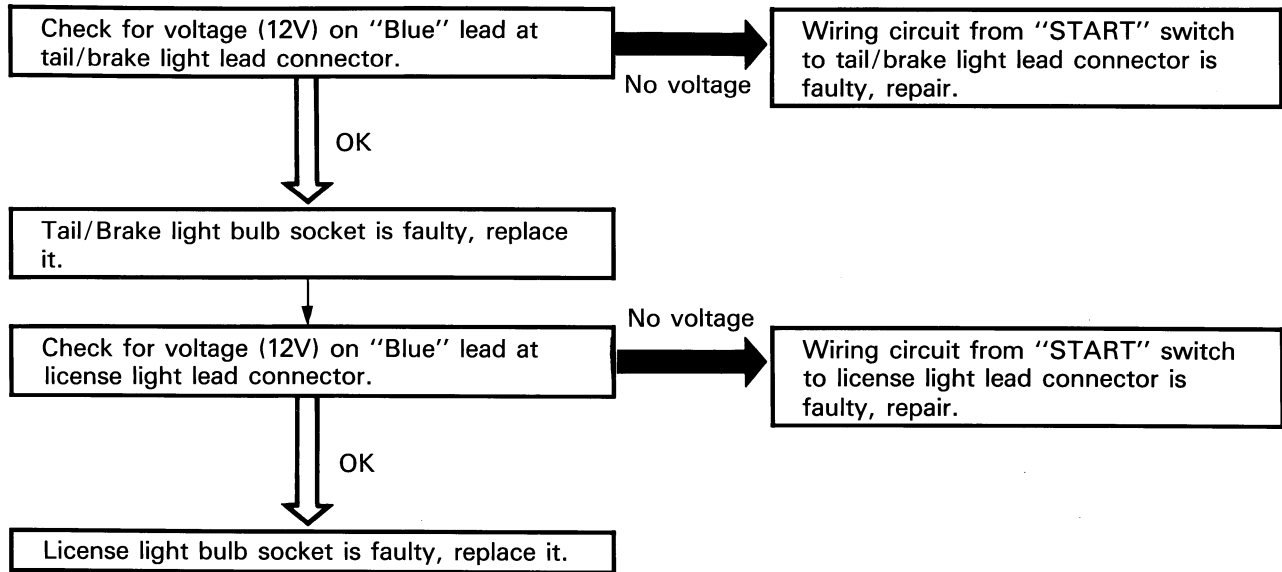 Check for voltage (12V) on "Blue" lead at
tail/brake light lead connector.
No voltage
Wiring circuit from "START" switch
to tail/brake light lead connector is
faulty, repair.
OK
Tail/Brake light bulb socket is faulty, replace
it.
Check for voltage (12V) on "Blue" lead at
license light lead connector.
No voltage
Wiring circuit from "START" switch
to license light lead connector is
faulty, repair.
OK
License light bulb socket is faulty, replace it.